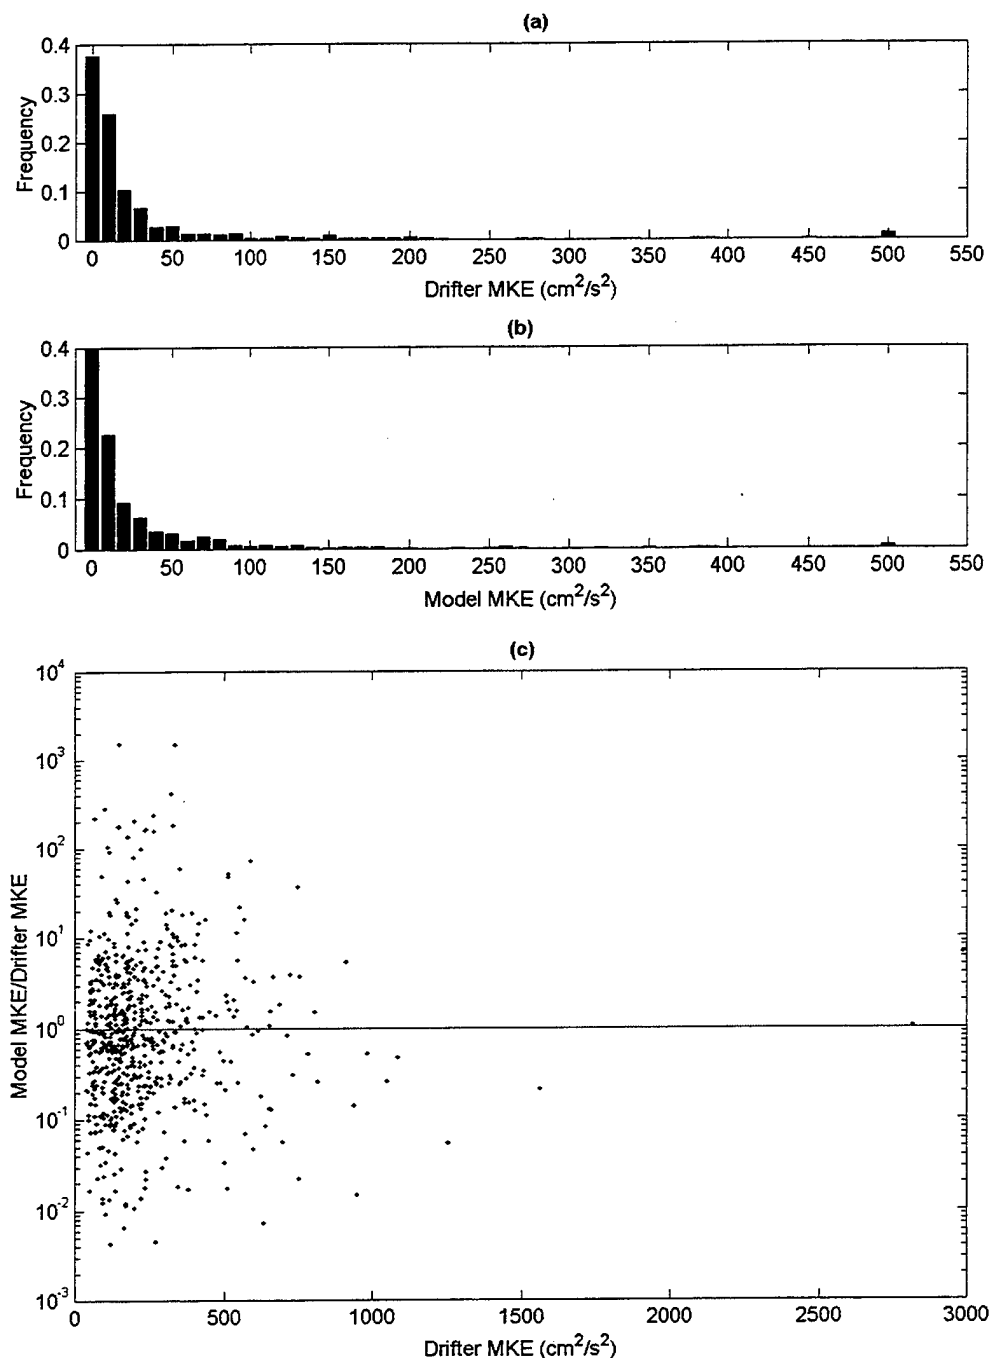 (a)
0.4
0.3
0.2
0.1
0
Frequency
0 50 100 150 200 250 300 350 400 450 500 550
Drifter MKE (cm²/s²)
(b)
0.4
0.3
0.2
0.1
0
Frequency
0 50 100 150 200 250 300 350 400 450 500 550
Model MKE (cm²/s²)
(c)
10⁴
10³
10²
10¹
10⁰
10⁻¹
10⁻²
10⁻³
Model MKE/Drifter MKE
0 500 1000 1500 2000 2500 3000
Drifter MKE (cm²/s²)